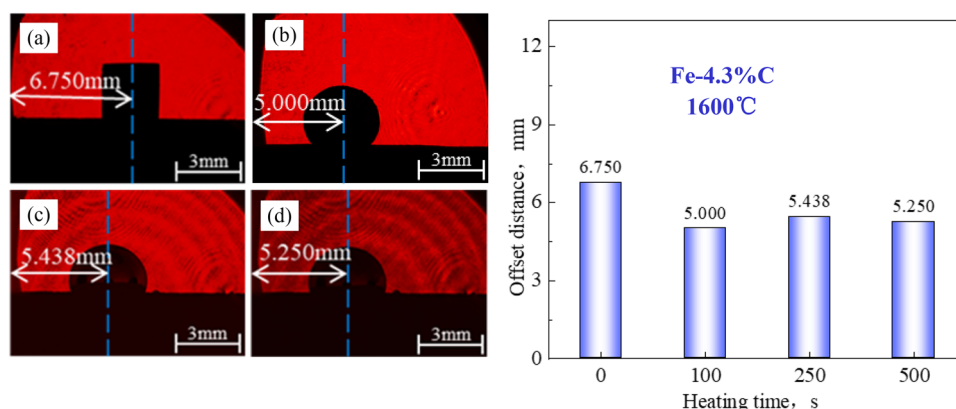 (a)
6.750mm
3mm
(b)
5.000mm
3mm
(c)
5.438mm
3mm
(d)
5.250mm
3mm
Offset distance，mm
12
9
6
3
0
Fe-4.3%C
1600℃
6.750
5.000
5.438
5.250
0 100 250 500
Heating time，s